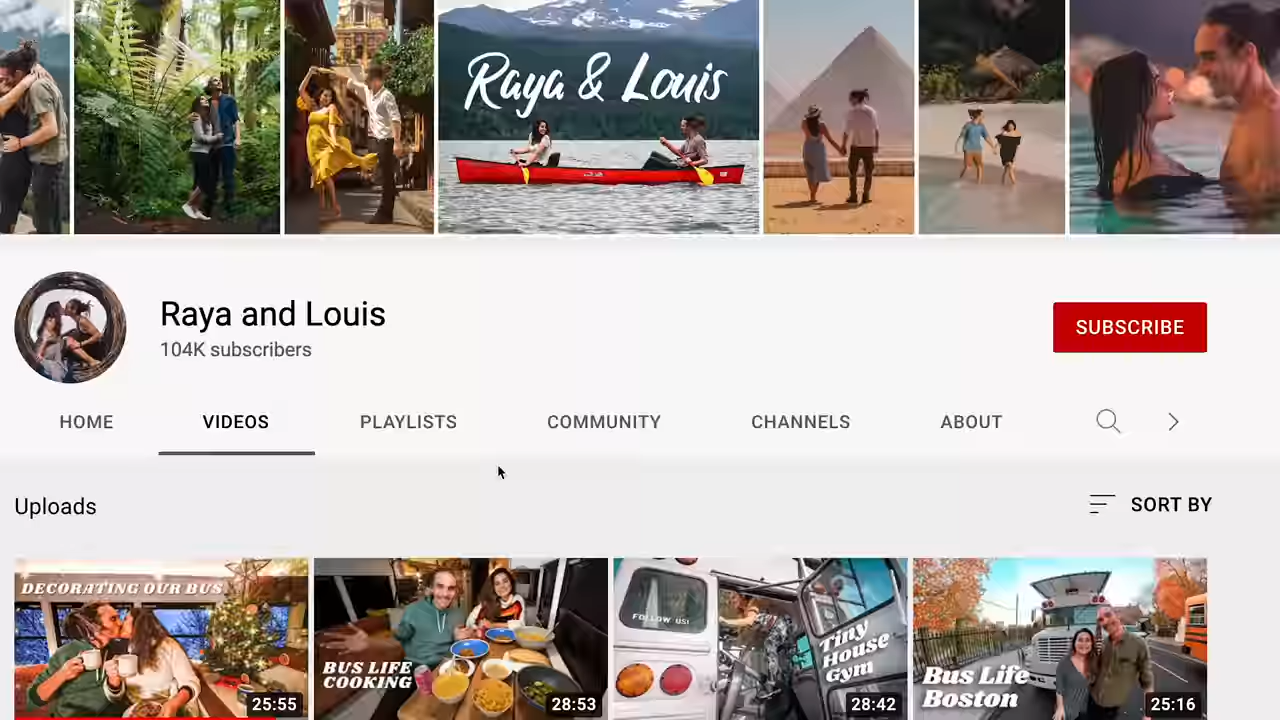 Raya & Louis
Raya and Louis
104K subscribers
SUBSCRIBE
HOME
VIDEOS
PLAYLISTS
COMMUNITY
CHANNELS
ABOUT
Uploads
SORT BY
DECORATING OUR BUS
25:55
BUS LIFE
COOKING
28:53
FOLLOW US!
Tiny
House
Gym
28:42
Bus Life
Boston
25:16